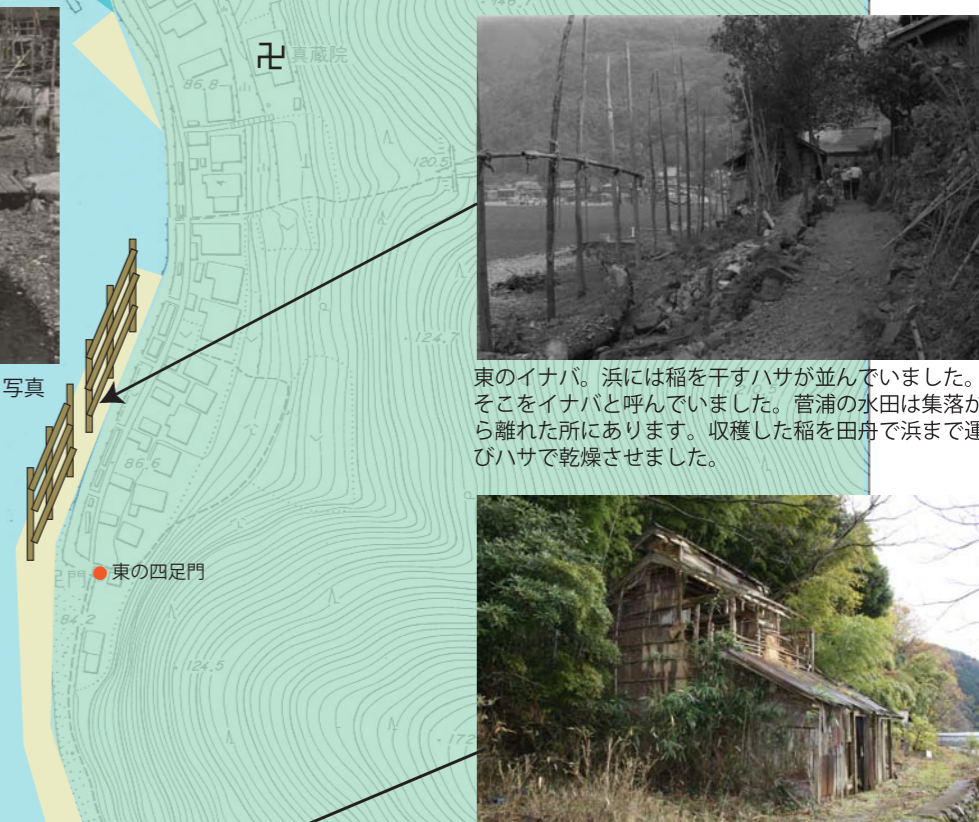 148
卍 真蔵院
86.8
120.5
124.7
写真
東のイナバ。浜には稲を干すハサが並んでいました。
そこをイナバと呼んでいました。菅浦の水田は集落か
ら離れた所にあります。収穫した稲を田舟で浜まで運
びハサで乾燥させました。
86.6
東の四足門
84.2
124.5
172